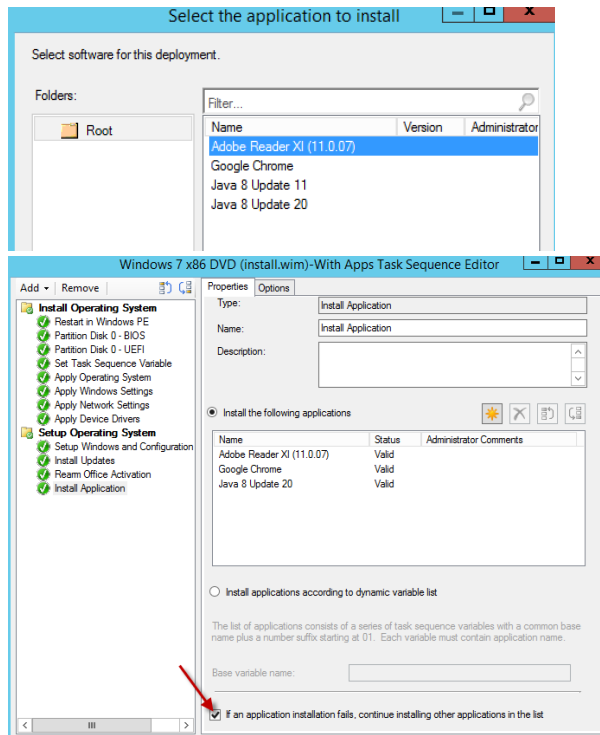 Select the application to install
Select software for this deployment.
Folders:
Filter...
Root
Name Version Administrator
Adobe Reader XI (11.0.07)
Google Chrome
Java 8 Update 11
Java 8 Update 20
Windows 7 x86 DVD (install.wim)-With Apps Task Sequence Editor
Add Remove
Properties Options
Install Operating System
Restart in Windows PE
Partition Disk 0 - BIOS
Partition Disk 0 - UEFI
Set Task Sequence Variable
Apply Operating System
Apply Windows Settings
Apply Network Settings
Apply Device Drivers
Setup Operating System
Setup Windows and Configuration
Install Updates
Rearm Office Activation
Install Application
Type: Install Application
Name: Install Application
Description:
Install the following applications
Name Status Administrator Comments
Adobe Reader XI (11.0.07) Valid
Google Chrome Valid
Java 8 Update 20 Valid
Install applications according to dynamic variable list
The list of applications consists of a series of task sequence variables with a common base
name plus a number suffix starting at 01. Each variable must contain application name.
Base variable name:
If an application installation fails, continue installing other applications in the list